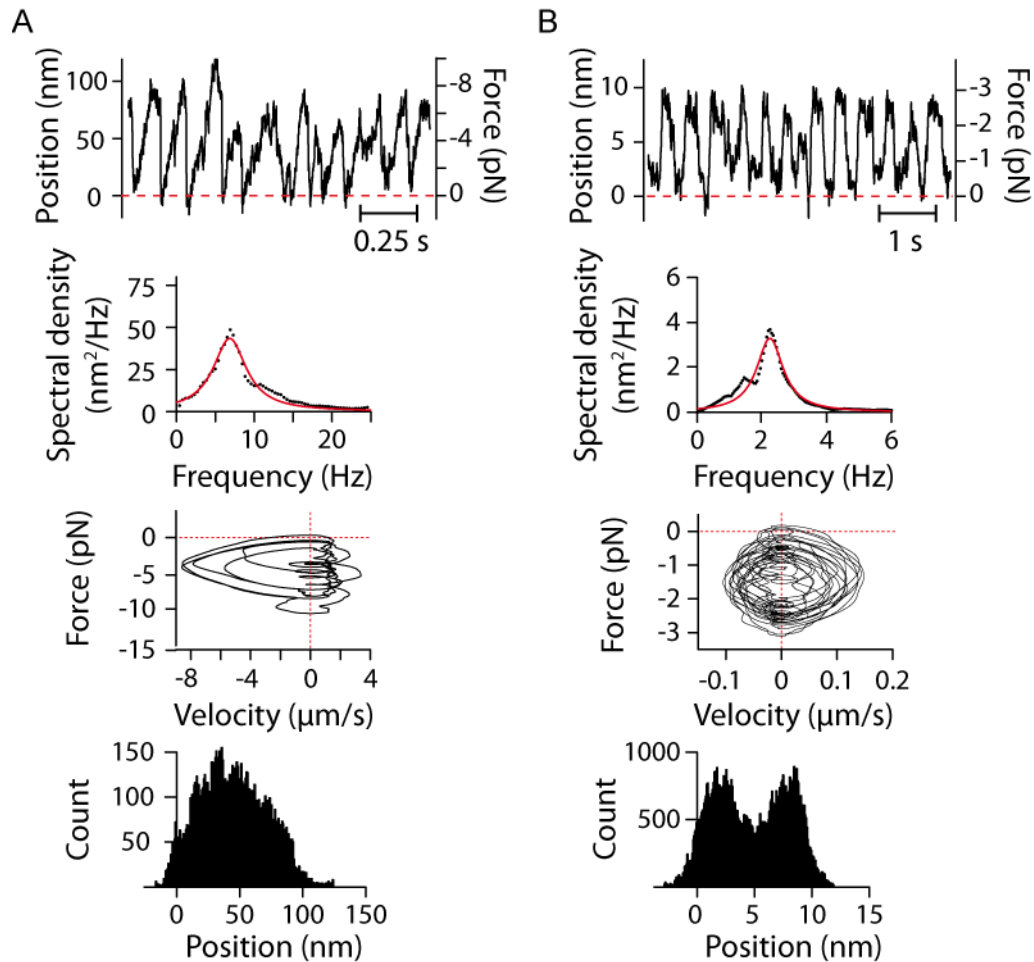 A
Position (nm)
100
50
0
-8
-4
0
Force (pN)
0.25 s
B
Position (nm)
10
5
0
-3
-2
-1
0
Force (pN)
1 s
Spectral density
(nm²/Hz)
75
50
25
0
0 10 20
Frequency (Hz)
Spectral density
(nm²/Hz)
6
4
2
0
0 2 4 6
Frequency (Hz)
Force (pN)
0
-5
-10
-15
-8 -4 0 4
Velocity (μm/s)
Force (pN)
0
-1
-2
-3
-0.1 0 0.1 0.2
Velocity (μm/s)
Count
150
100
50
0 50 100 150
Position (nm)
Count
1000
500
0 5 10 15
Position (nm)